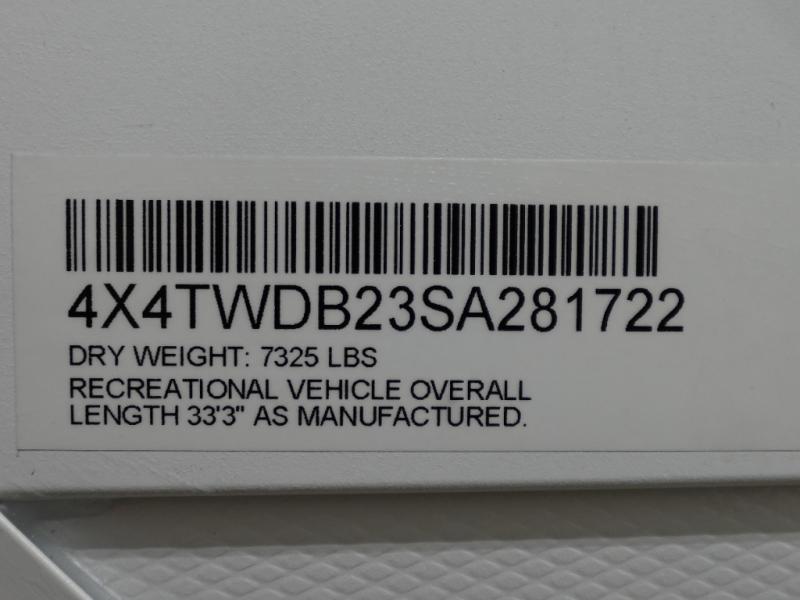 4X4TWDB23SA281722
DRY WEIGHT: 7325 LBS
RECREATIONAL VEHICLE OVERALL
LENGTH 33'3" AS MANUFACTURED.